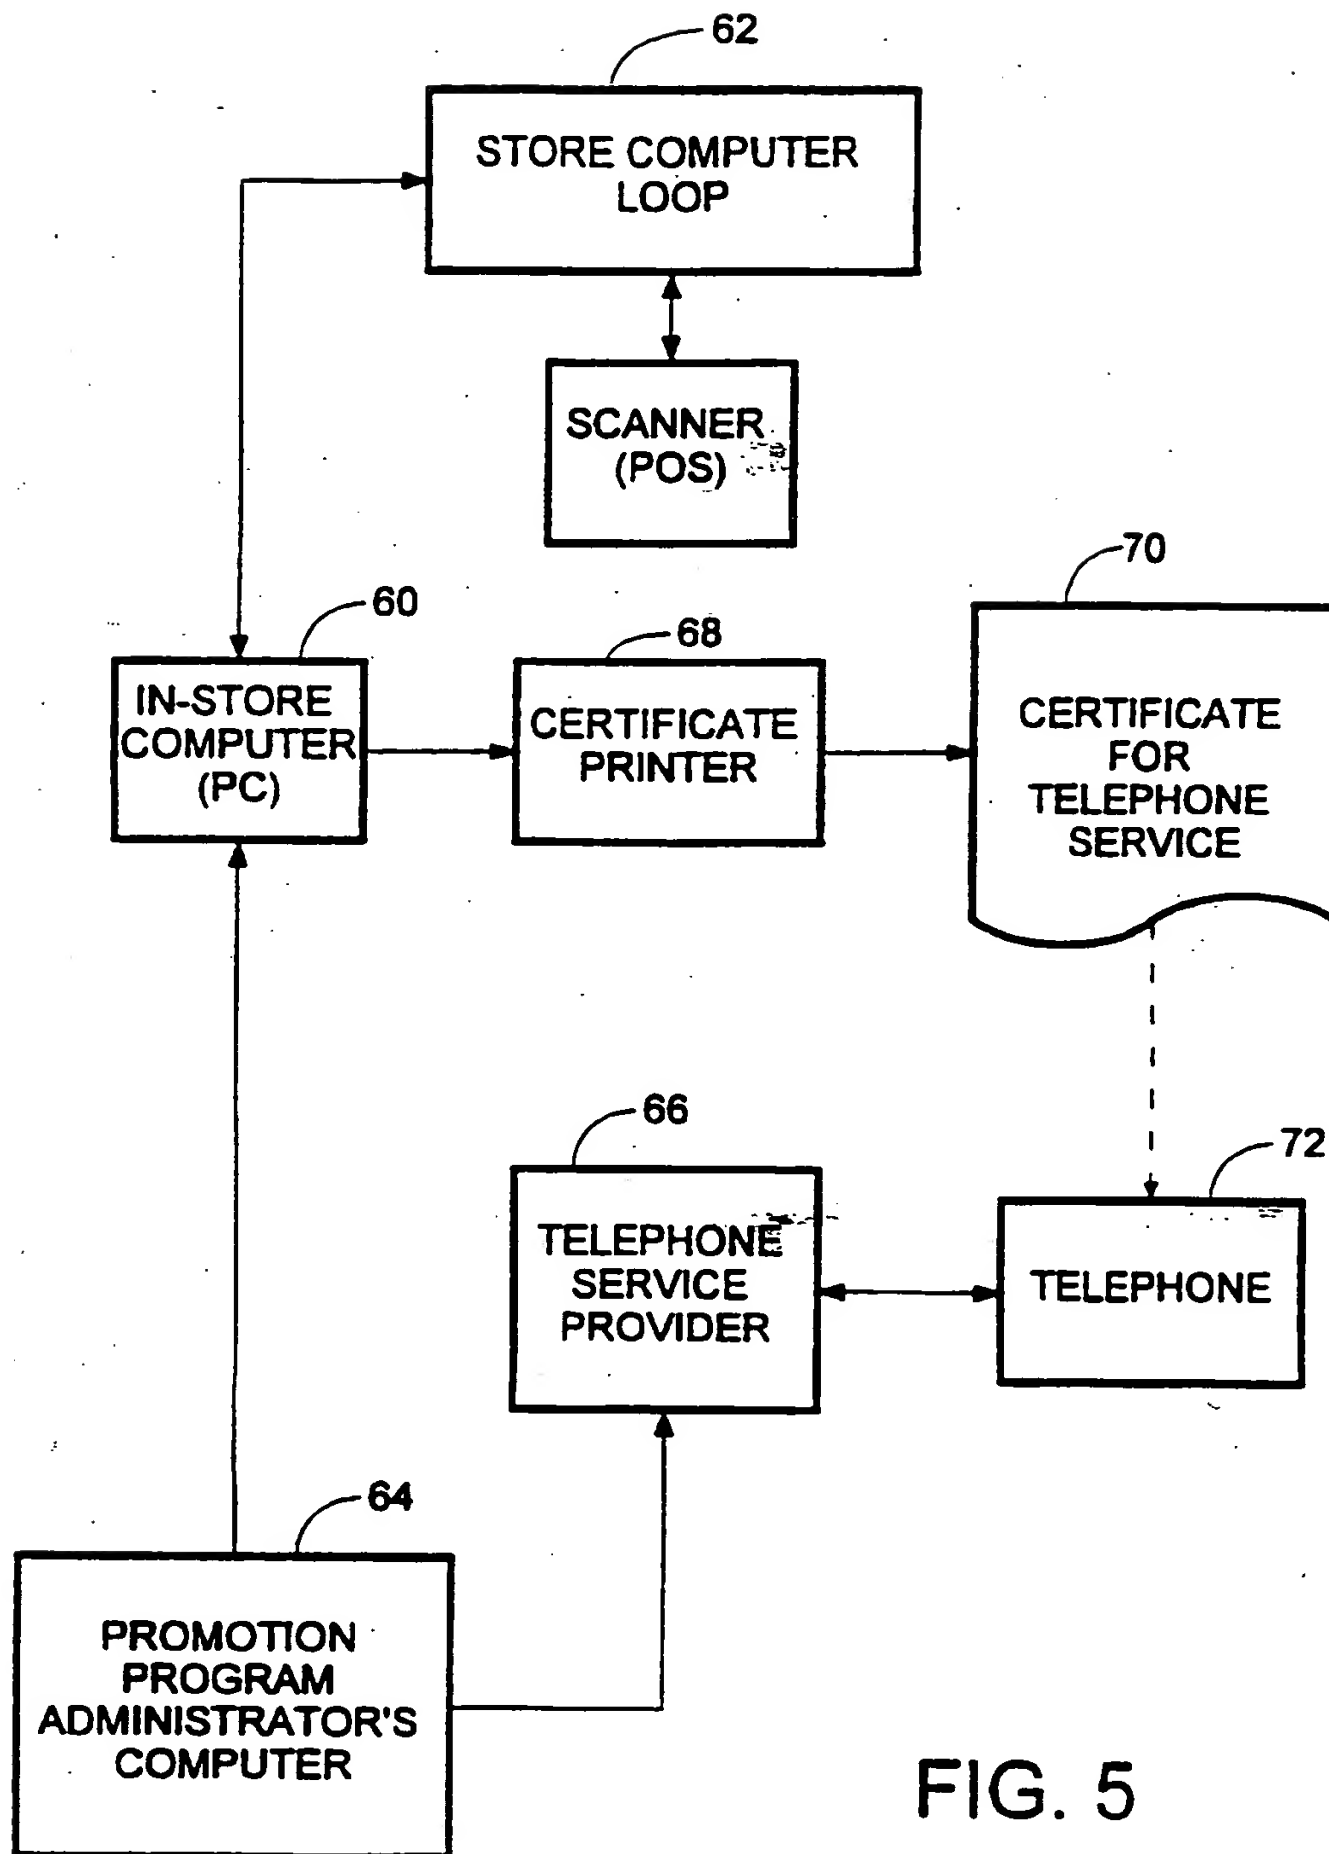 62
STORE COMPUTER
LOOP
SCANNER
(POS)
70
60
68
IN-STORE
COMPUTER
(PC)
CERTIFICATE
PRINTER
CERTIFICATE
FOR
TELEPHONE
SERVICE
66
72
TELEPHONE
SERVICE
PROVIDER
TELEPHONE
64
PROMOTION
PROGRAM
ADMINISTRATOR'S
COMPUTER
FIG. 5